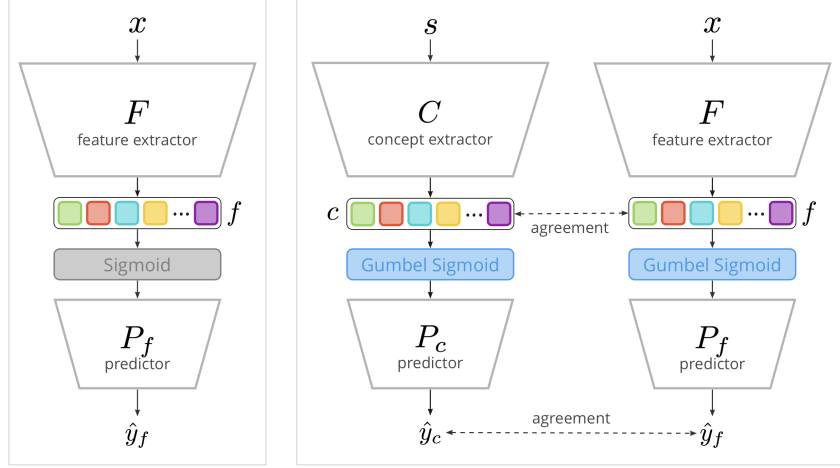 x
F
feature extractor
... f
Sigmoid
P_f
predictor
ŷ_f
s
C
concept extractor
c ...
Gumbel Sigmoid
P_c
predictor
ŷ_c
agreement
agreement
x
F
feature extractor
... f
Gumbel Sigmoid
P_f
predictor
ŷ_f